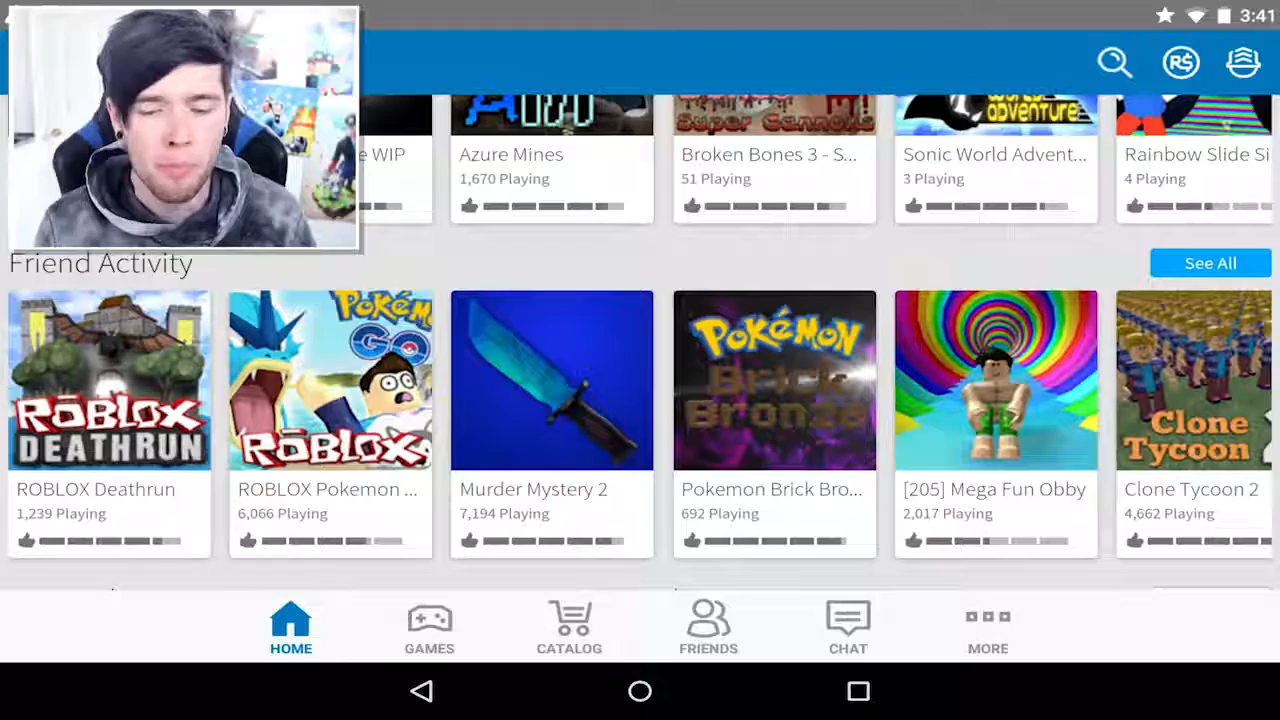 3:41
R$
e WIP
Azure Mines
1,670 Playing
Broken Bones 3 - S...
51 Playing
Super Cannons
Sonic World Advent...
3 Playing
ADVENTURE
Rainbow Slide Si
4 Playing
Friend Activity
See All
ROBLOX
DEATHRUN
POKéMON
GO
ROBLOX
POKéMON
Brick
Bronze
Clone
Tycoon 2
ROBLOX Deathrun
1,239 Playing
ROBLOX Pokemon ...
6,066 Playing
Murder Mystery 2
7,194 Playing
Pokemon Brick Bro...
692 Playing
[205] Mega Fun Obby
2,017 Playing
Clone Tycoon 2
4,662 Playing
HOME
GAMES
CATALOG
FRIENDS
CHAT
MORE